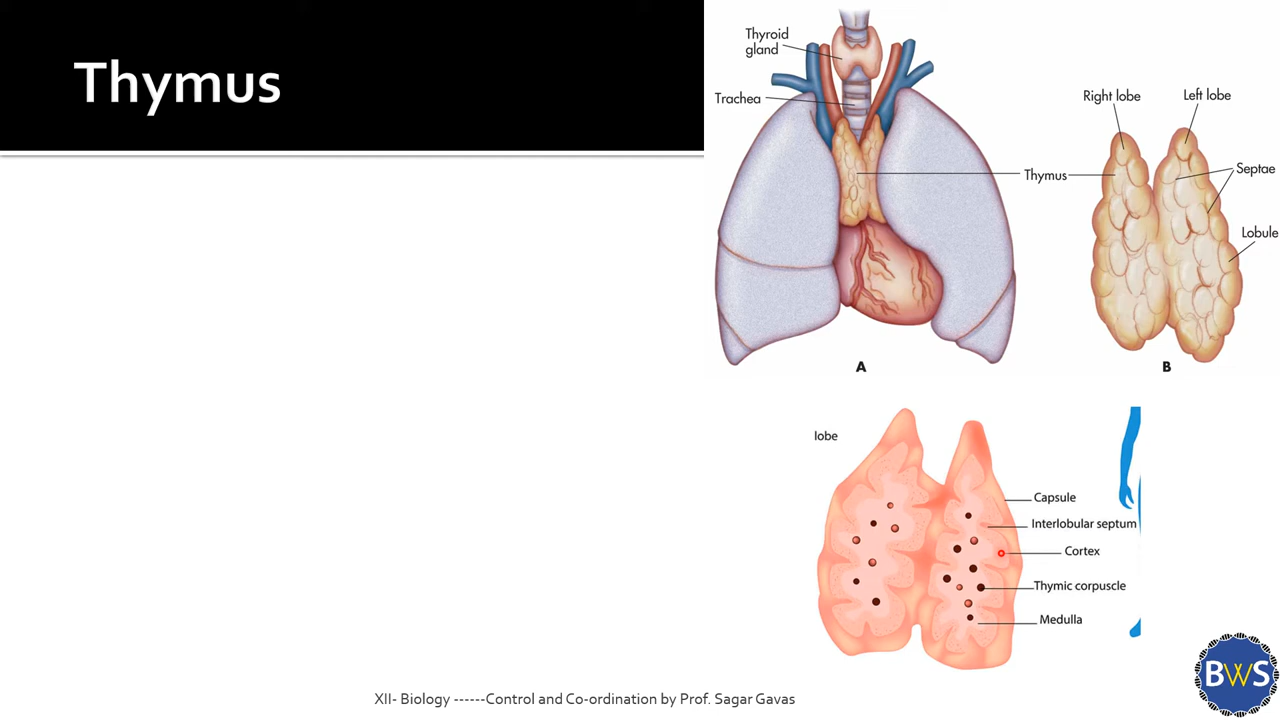 Thymus
Thyroid
gland
Trachea
Thymus
A
Right lobe
Left lobe
Septae
Lobule
B
lobe
Capsule
Interlobular septum
Cortex
Thymic corpuscle
Medulla
XII- Biology ------Control and Co-ordination by Prof. Sagar Gavas
BWS